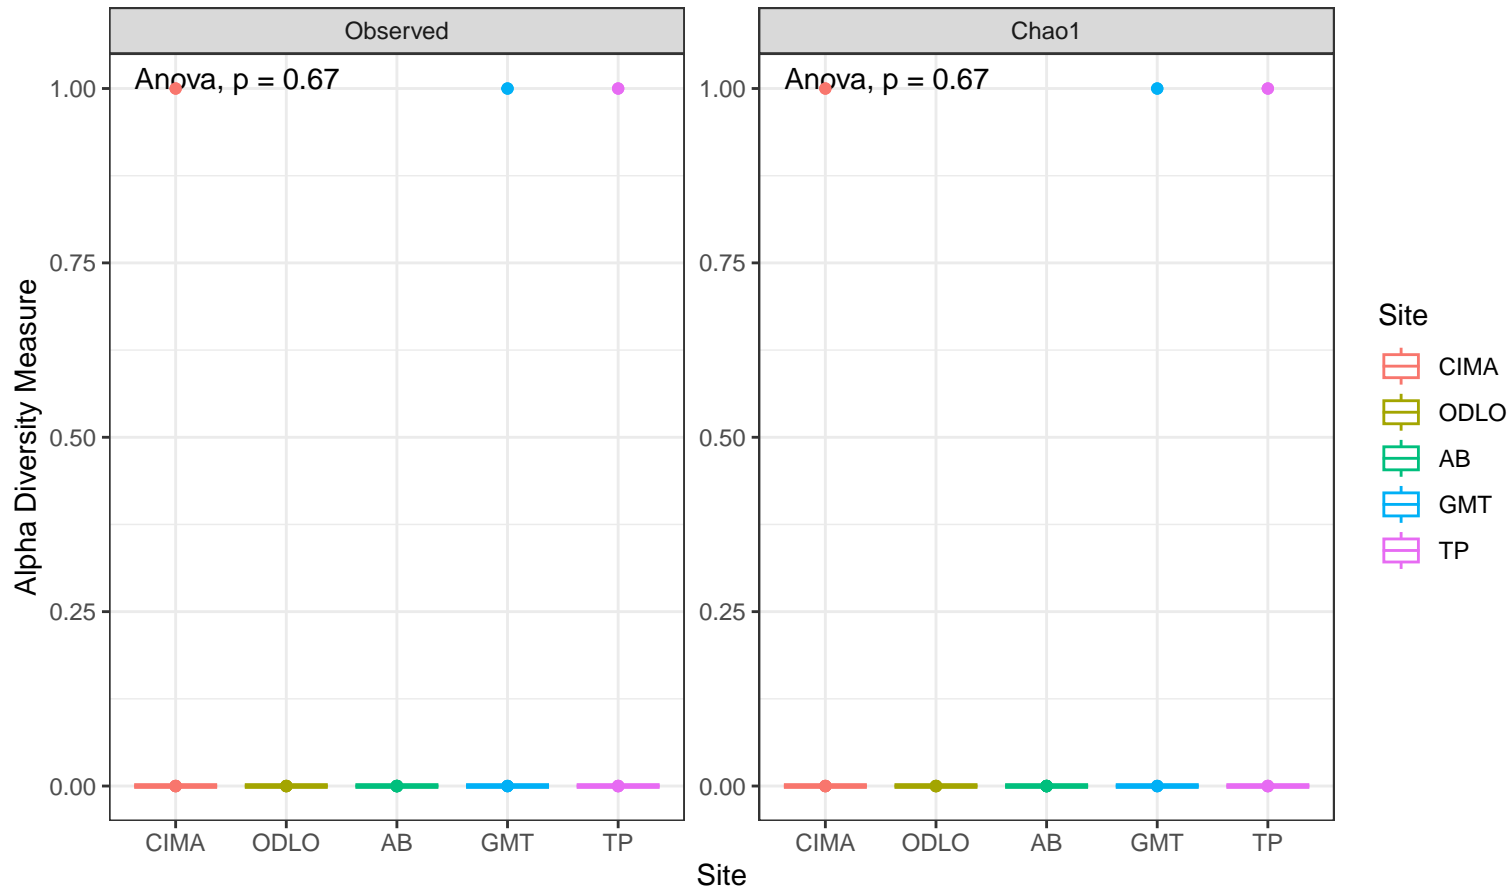 Observed
Chao1
Anova, p = 0.67
Anova, p = 0.67
Alpha Diversity Measure
1.00
0.75
0.50
0.25
0.00
1.00
0.75
0.50
0.25
0.00
CIMA ODLO AB GMT TP
CIMA ODLO AB GMT TP
Site
Site
CIMA
ODLO
AB
GMT
TP